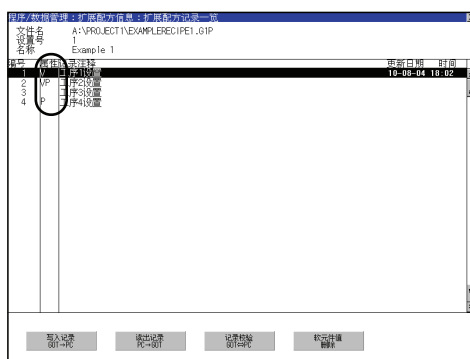 程序/数据管理：扩展配方信息：扩展配方记录一览
文件名 A:\PROJECT1\EXAMPLERECIPE1.G1P
设置号 1
名称 Example 1
编号 属性 记录注释 更新日期 时间
1 V 工序1设置 10-08-04 18:02
2 VP 工序2设置
3 工序3设置
4 P 工序4设置
写入记录 读出记录 记录校验 软元件值
GOT→PC PC→GOT GOT⇔PC 删除